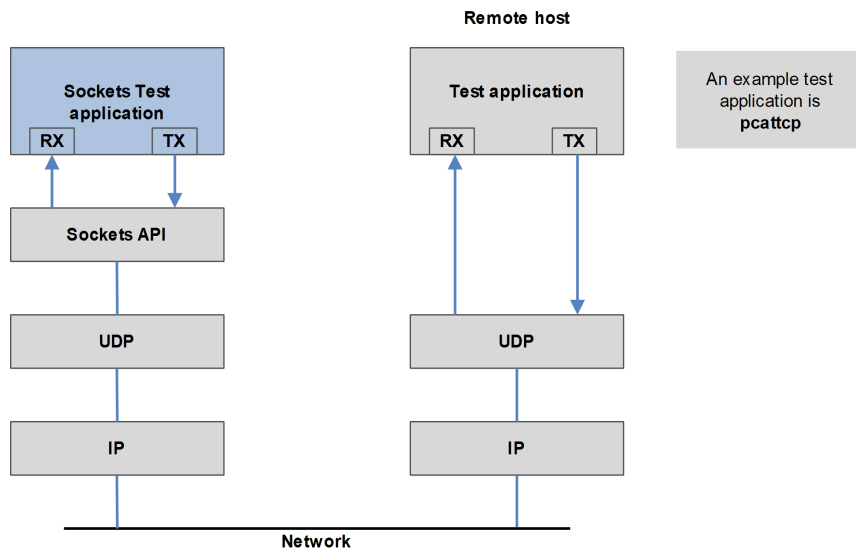 Remote host
Sockets Test
application
RX
TX
Test application
RX
TX
An example test
application is
pcattcp
Sockets API
UDP
UDP
IP
IP
Network